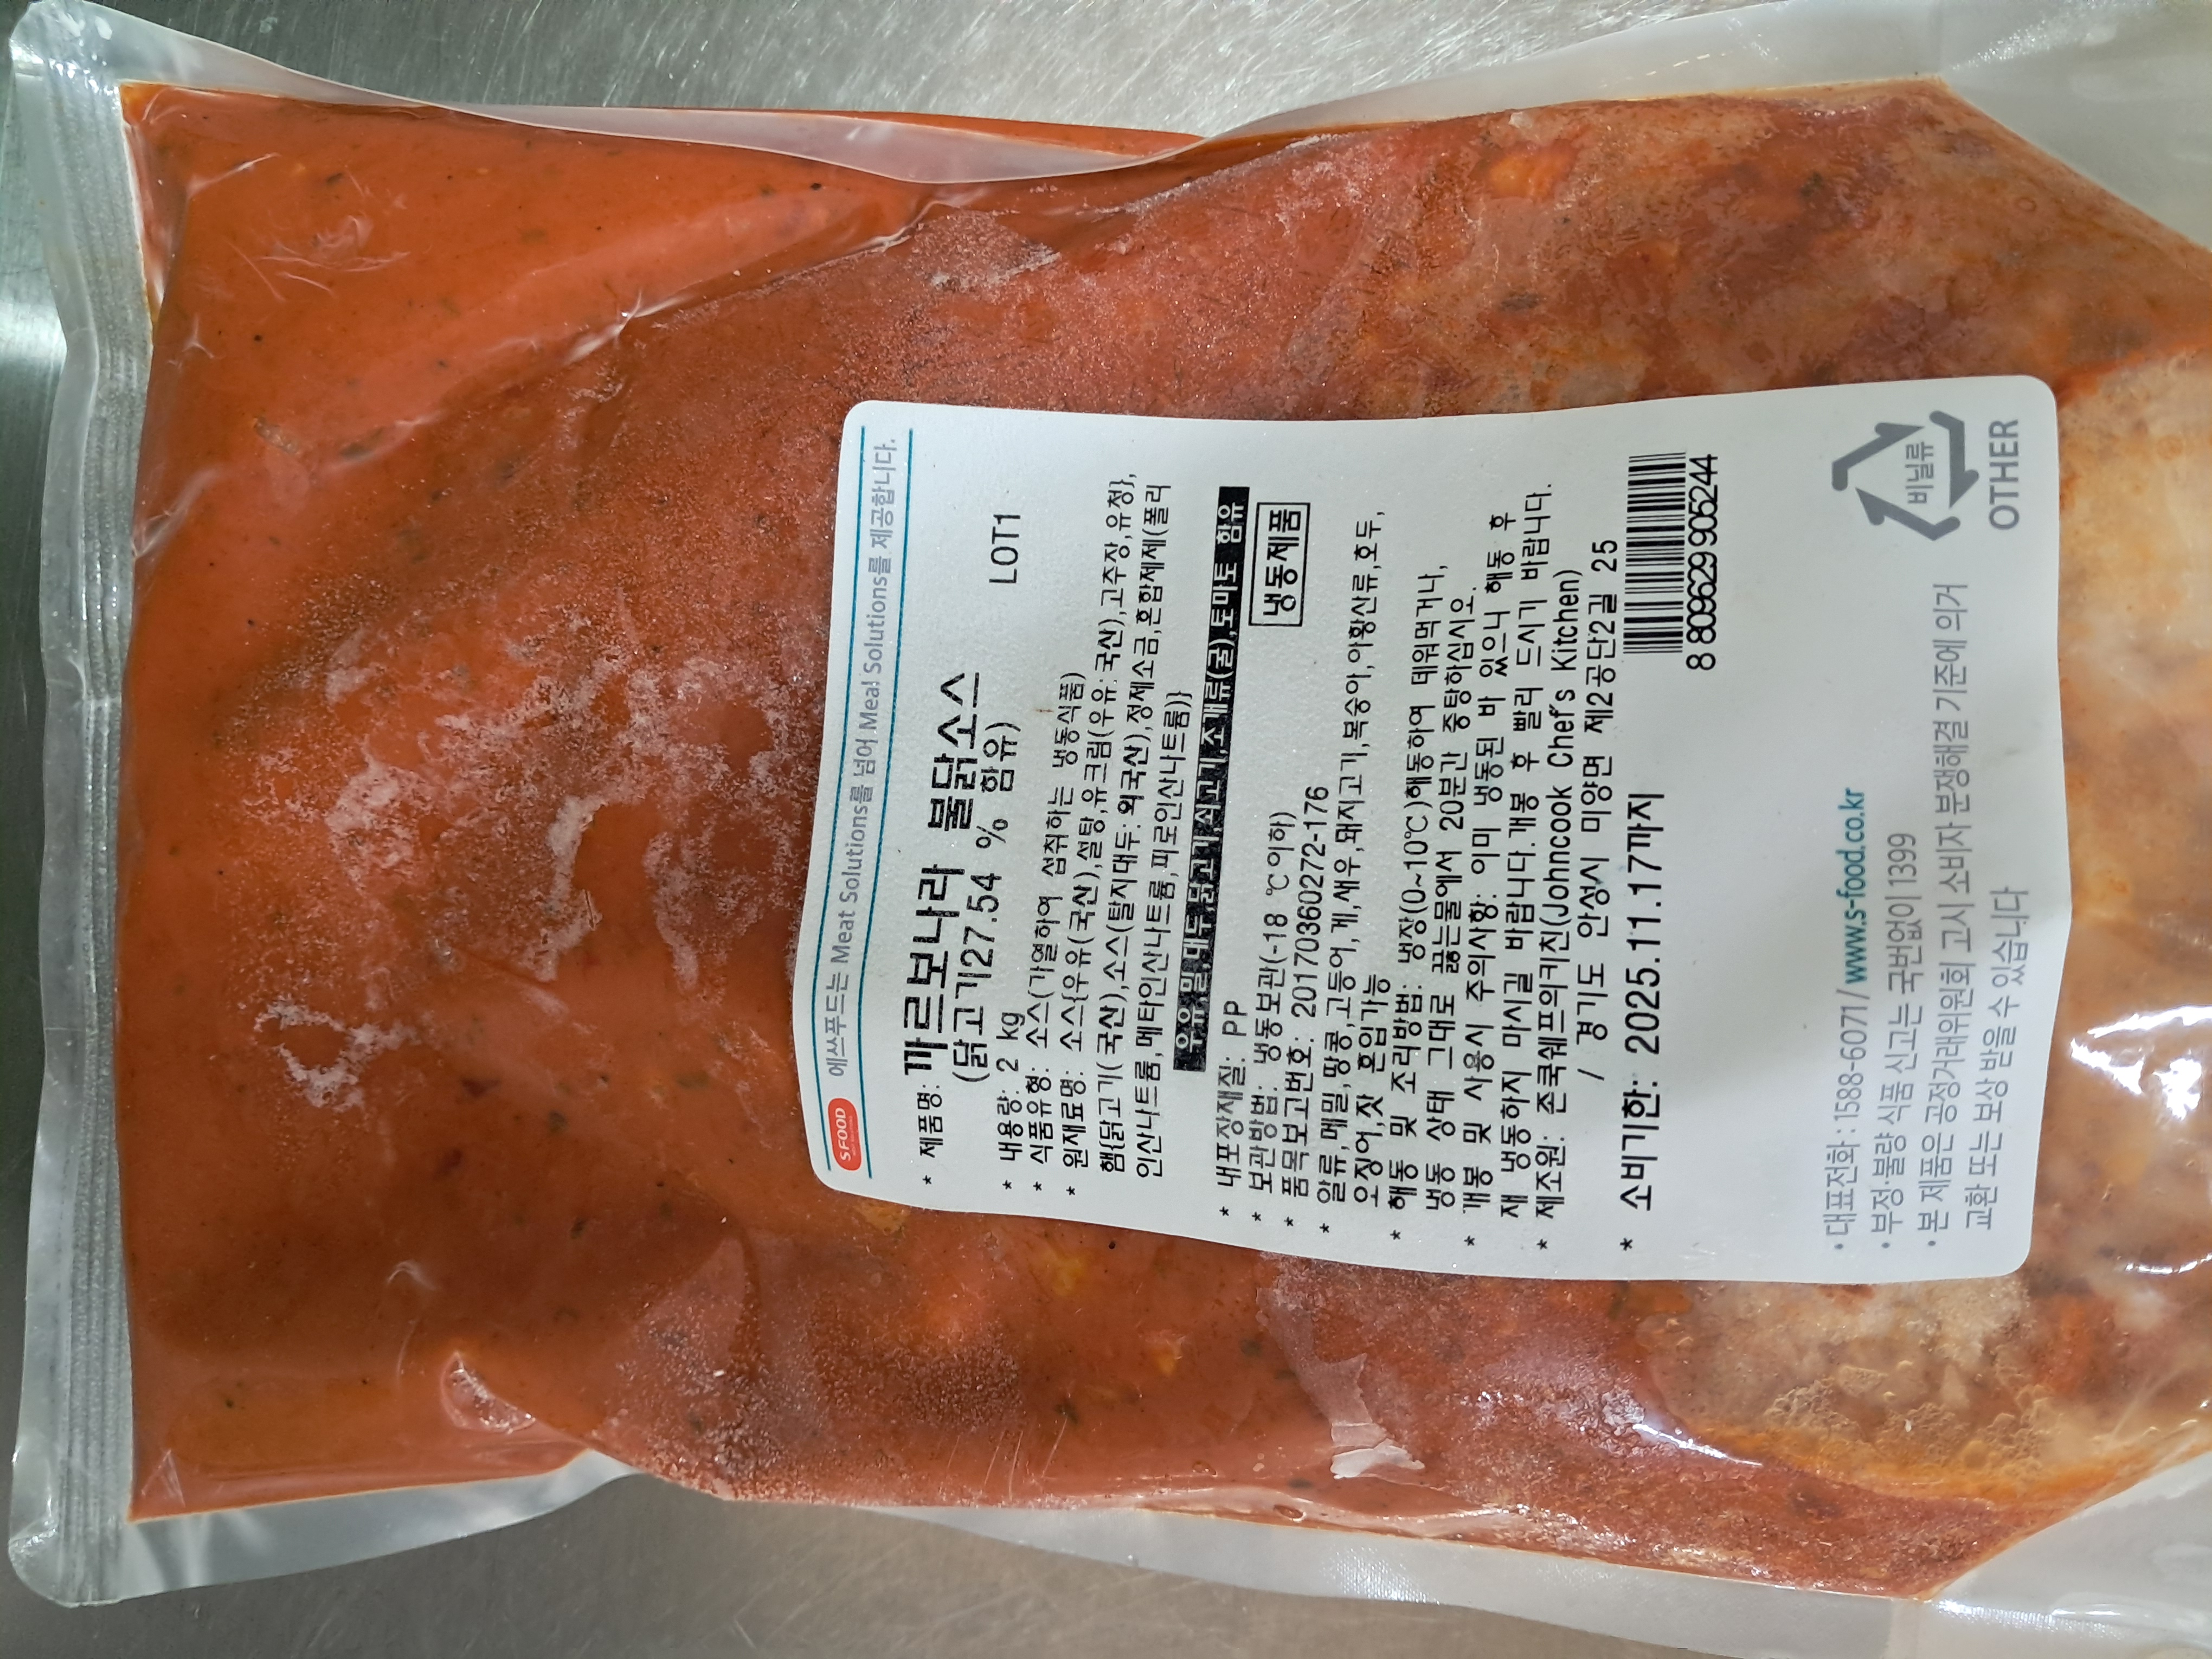 SFOOD 에쓰푸드는 Meat Solutions를 넘어 Meal Solutions를 제공합니다.
* 제품명: 까르보나라 불닭소스
(닭고기27.54 % 함유) LOT1
* 내용량: 2 kg
* 식품유형: 소스(가열하여 섭취하는 냉동식품)
* 원재료명: 소스{우유(국산),설탕,유크림(우유:국산),고추장,유청},
햄{닭고기(국산),소스(탈지대두:외국산),정제소금,혼합제제(폴리
인산나트륨,메타인산나트륨,피로인산나트륨)}
우유,밀,대두,닭고기,쇠고기,조개류(굴),토마토 함유
* 내포장재질: PP
냉동제품
* 보관방법: 냉동보관(-18 ℃이하)
* 품목보고번호: 20170360272-176
* 알류,메밀,땅콩,고등어,게,새우,돼지고기,복숭아,아황산류,호두,
오징어,잣 혼입가능
* 해동 및 조리방법: 냉장(0~10℃)해동하여 데워먹거나,
냉동 상태 그대로 끓는물에서 20분간 중탕하십시오.
* 개봉 및 사용시 주의사항: 이미 냉동된 바 있으니 해동 후
재 냉동하지 마시길 바랍니다.개봉 후 빨리 드시기 바랍니다.
* 제조원: 존쿡쉐프의키친(Johncook Chef's Kitchen)
/ 경기도 안성시 미양면 제2공단2길 25
* 소비기한: 2025.11.17까지
8 809629 905244
• 대표전화 : 1588-6071 / www.s-food.co.kr
• 부정·불량 식품 신고는 국번없이 1399
• 본 제품은 공정거래위원회 고시 소비자 분쟁해결 기준에 의거
교환 또는 보상 받을 수 있습니다
비닐류
OTHER